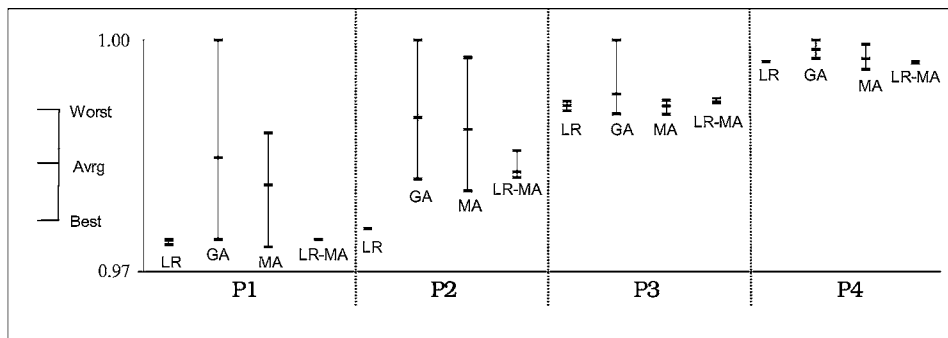 1.00
Worst
Avrg
Best
0.97
LR GA MA LR-MA
LR GA MA LR-MA
LR GA MA LR-MA
LR GA MA LR-MA
P1 P2 P3 P4